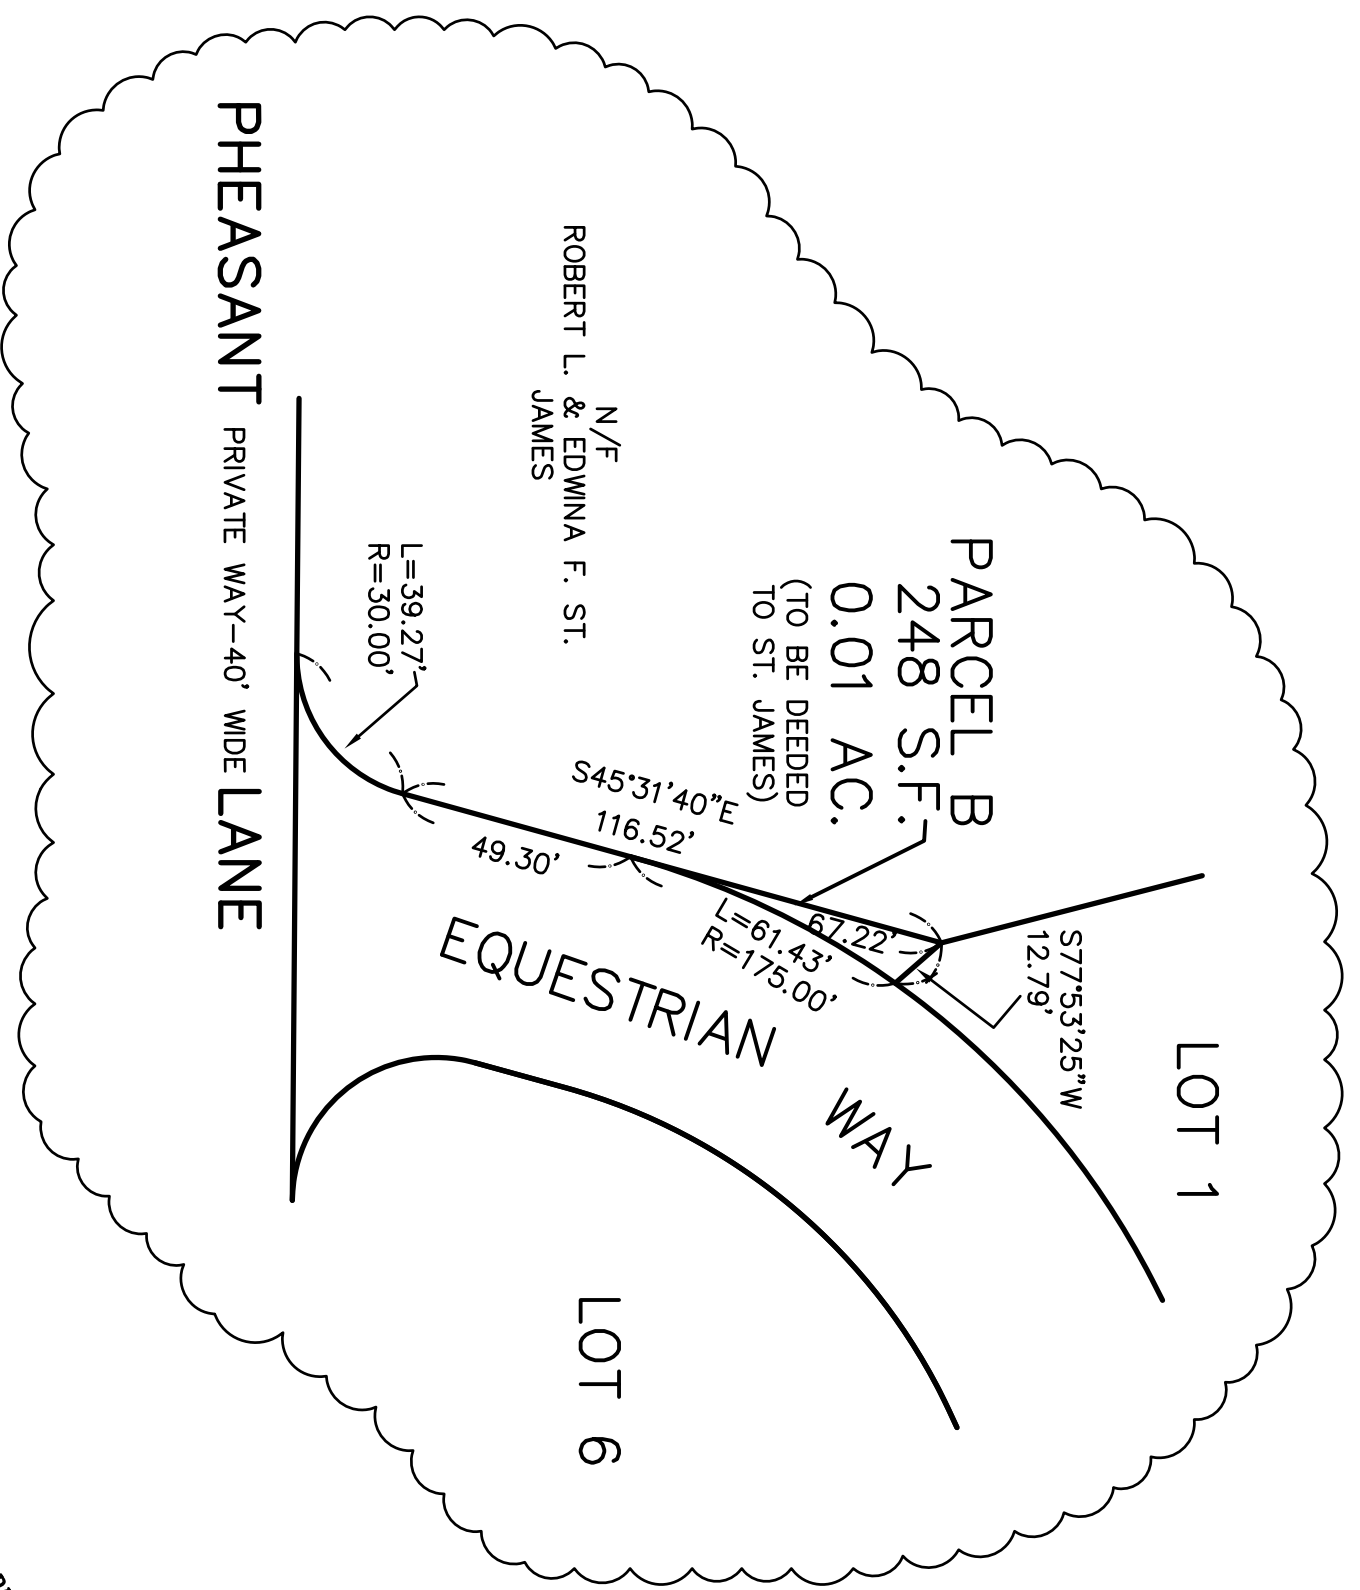 PARCEL B
248 S.F.
0.01 AC.
(TO BE DEEDED
TO ST. JAMES)
LOT 1
S77°53'25"W
12.79'
67.22'
L=61.43'
R=175.00'
S45°31'40"E
116.52'
49.30'
N/F
ROBERT L. & EDWINA F. ST.
JAMES
EQUESTRIAN WAY
LOT 6
L=39.27'
R=30.00'
PHEASANT PRIVATE WAY-40' WIDE LANE